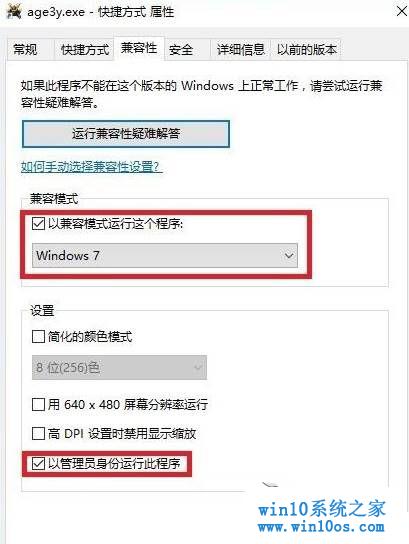 age3y.exe - 快捷方式 属性
常规 快捷方式 兼容性 安全 详细信息 以前的版本
如果此程序不能在这个版本的 Windows 上正常工作，请尝试运行兼
容性疑难解答。
运行兼容性疑难解答
如何手动选择兼容性设置?
兼容模式
以兼容模式运行这个程序:
Windows 7
设置
简化的颜色模式
8 位(256)色
用 640 x 480 屏幕分辨率运行
高 DPI 设置时禁用显示缩放
以管理员身份运行此程序
win10系统之家
www.win10os.com